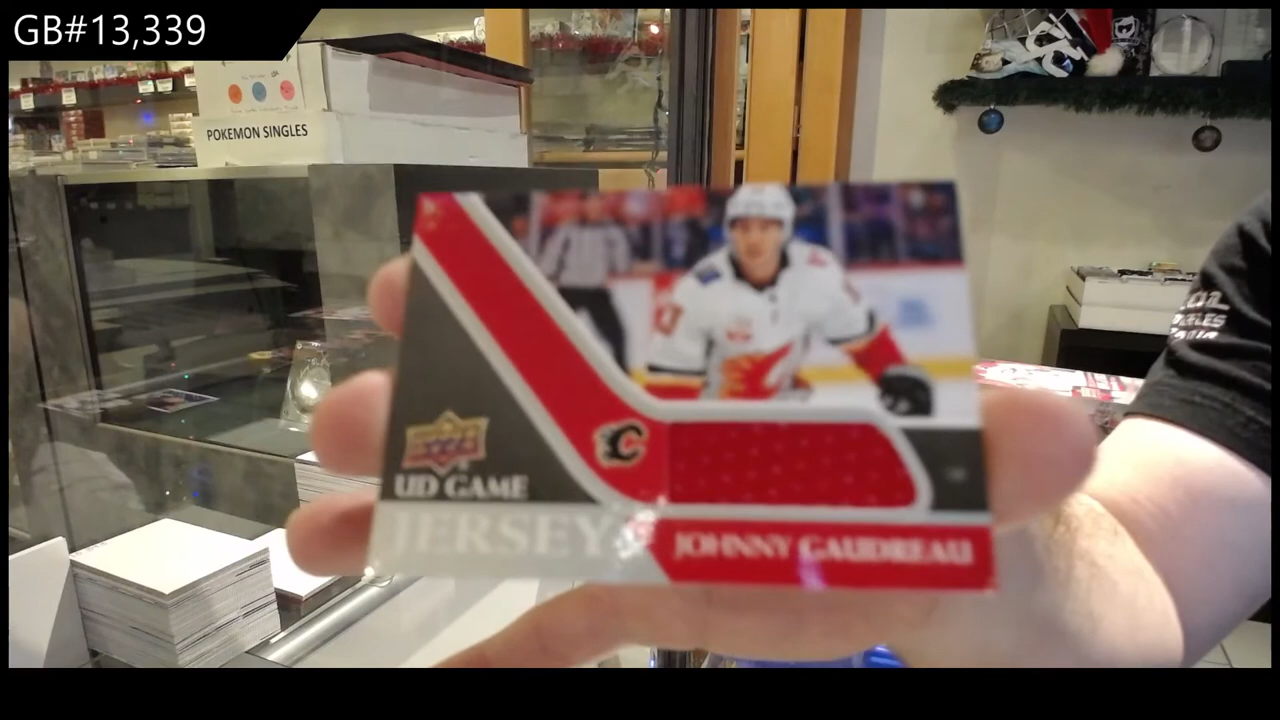 GB#13,339
POKEMON SINGLES
UD GAME
JERSEY
JOHNNY GAUDREAU